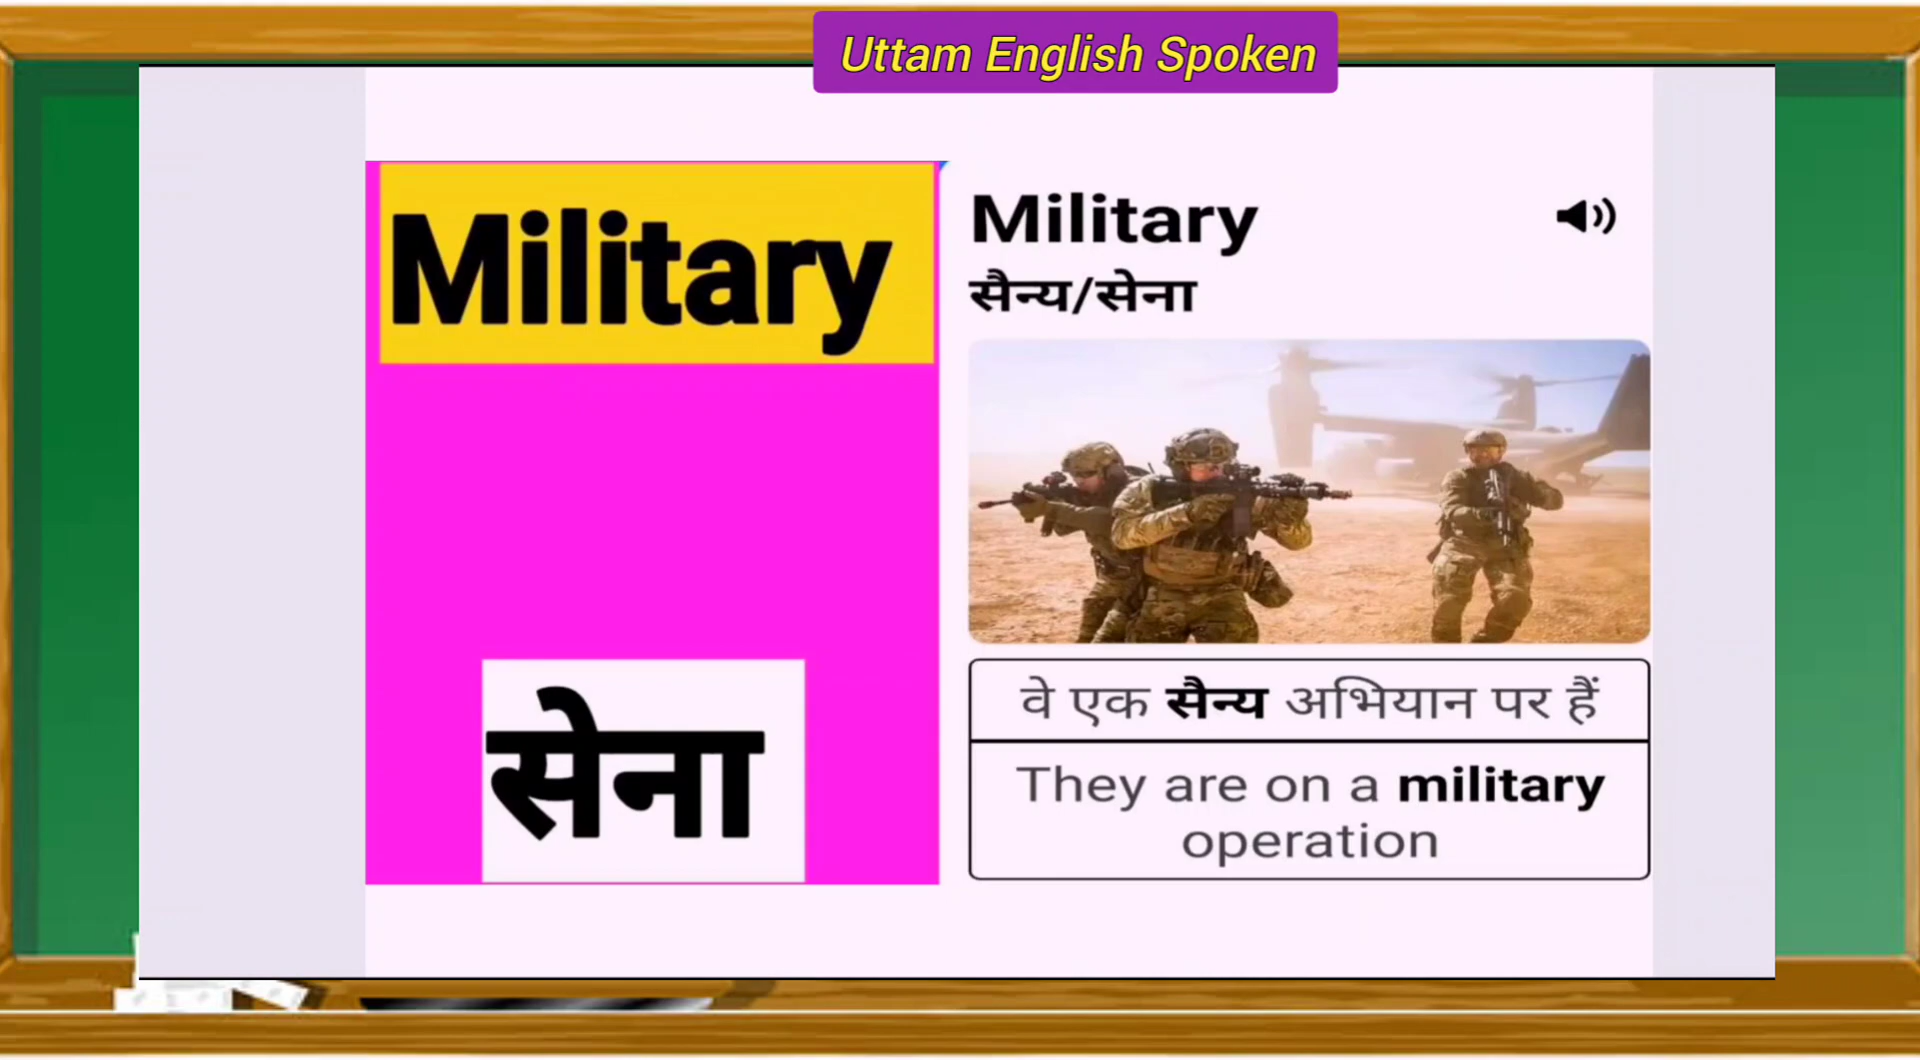 Uttam English Spoken
Military
सेना
Military
सैन्य/सेना
वे एक सैन्य अभियान पर हैं
They are on a military
operation